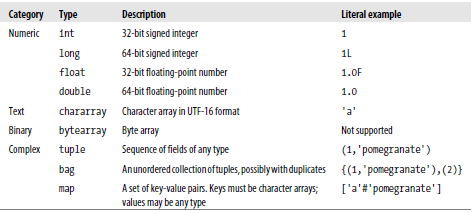 Category Type Description Literal example
Numeric int 32-bit signed integer 1
long 64-bit signed integer 1L
float 32-bit floating-point number 1.0F
double 64-bit floating-point number 1.0
Text chararray Character array in UTF-16 format 'a'
Binary bytearray Byte array Not supported
Complex tuple Sequence of fields of any type (1,'pomegranate')
bag An unordered collection of tuples, possibly with duplicates {(1,'pomegranate'),(2)}
map A set of key-value pairs. Keys must be character arrays; ['a'#'pomegranate']
values may be any type